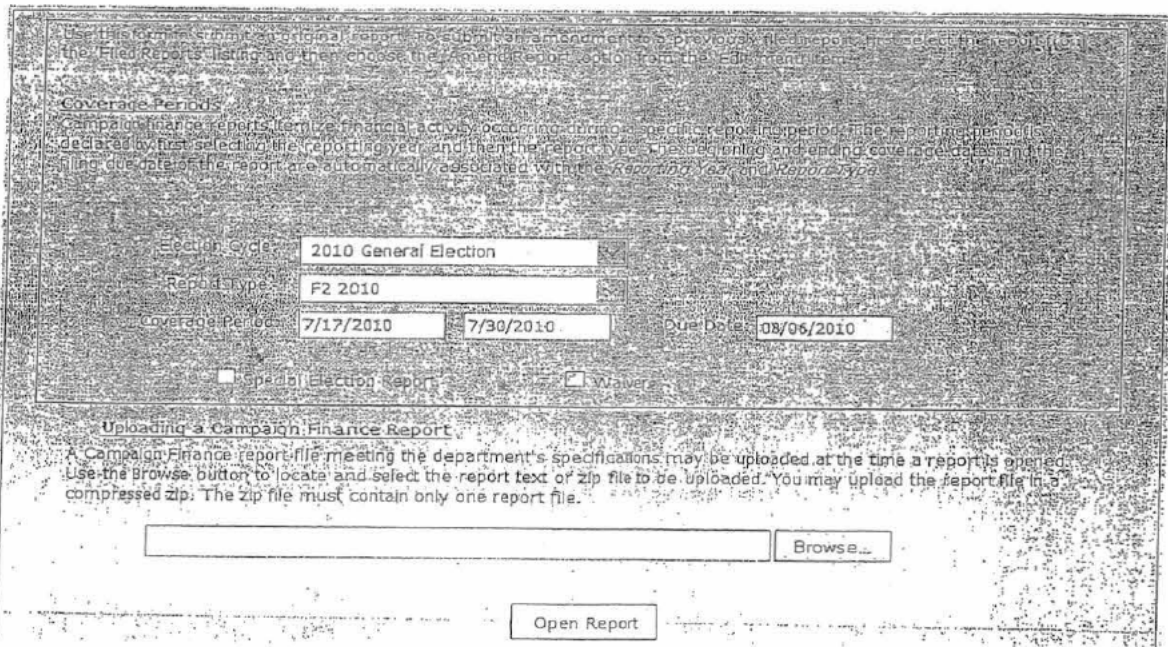 Use this form to submit an original report. To submit an amendment to a previously filed report, first select the report
the 'Filed Reports' listing and then choose the 'Amend Report' option from the 'Edit' menu item.
Coverage Periods
Campaign finance reports itemize financial activity occurring during a specific reporting period. The reporting period is
declared by first selecting the reporting year and then the report type. The beginning and ending coverage dates and the
filing due date of the report are automatically associated with the Reporting Year and Report Type.
Election Cycle: 2010 General Election
Report Type: F2 2010
Coverage Period: 7/17/2010 - 7/30/2010 Due Date: 08/06/2010
Special Election Report Waiver
Uploading a Campaign Finance Report
A Campaign Finance report file meeting the department's specifications may be uploaded at the time a report is opened.
Use the Browse button to locate and select the report text or zip file to be uploaded. You may upload the report file in a
compressed zip. The zip file must contain only one report file.
Browse...
Open Report